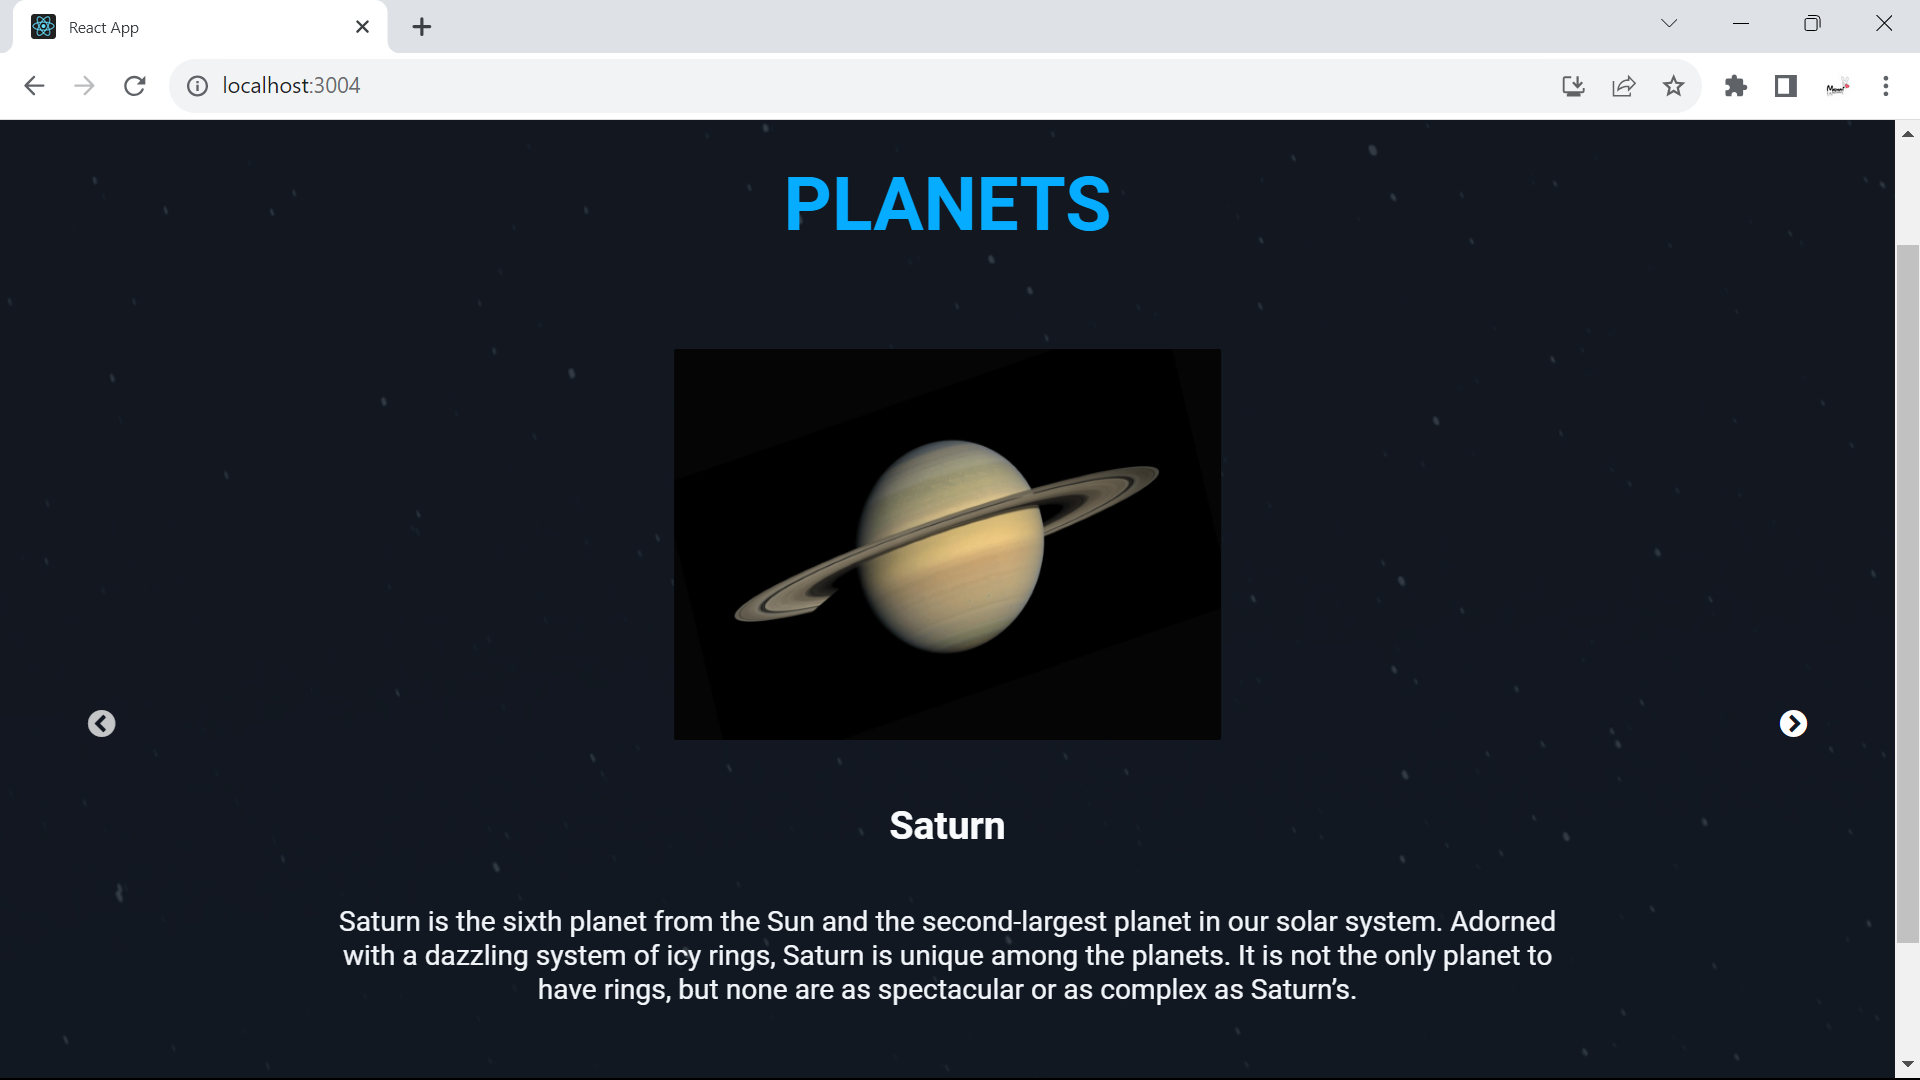 React App
localhost:3004
PLANETS
Saturn
Saturn is the sixth planet from the Sun and the second-largest planet in our solar system. Adorned
with a dazzling system of icy rings, Saturn is unique among the planets. It is not the only planet to
have rings, but none are as spectacular or as complex as Saturn’s.